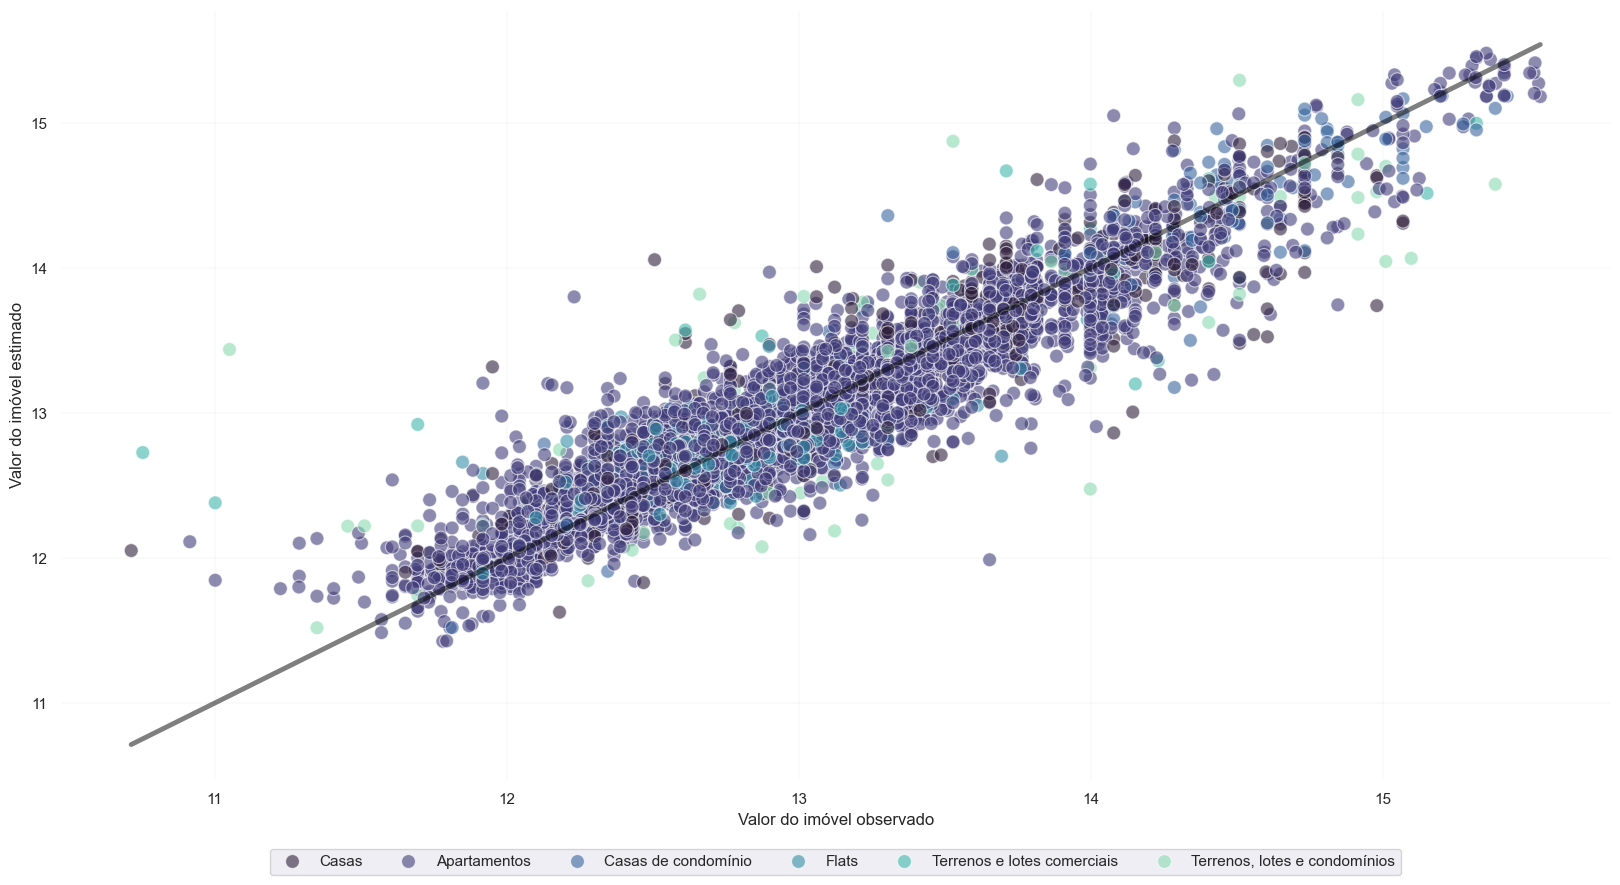 15
14
13
12
11
Valor do imóvel estimado
11 12 13 14 15
Valor do imóvel observado
Casas Apartamentos Casas de condomínio Flats Terrenos e lotes comerciais Terrenos, lotes e condomínios